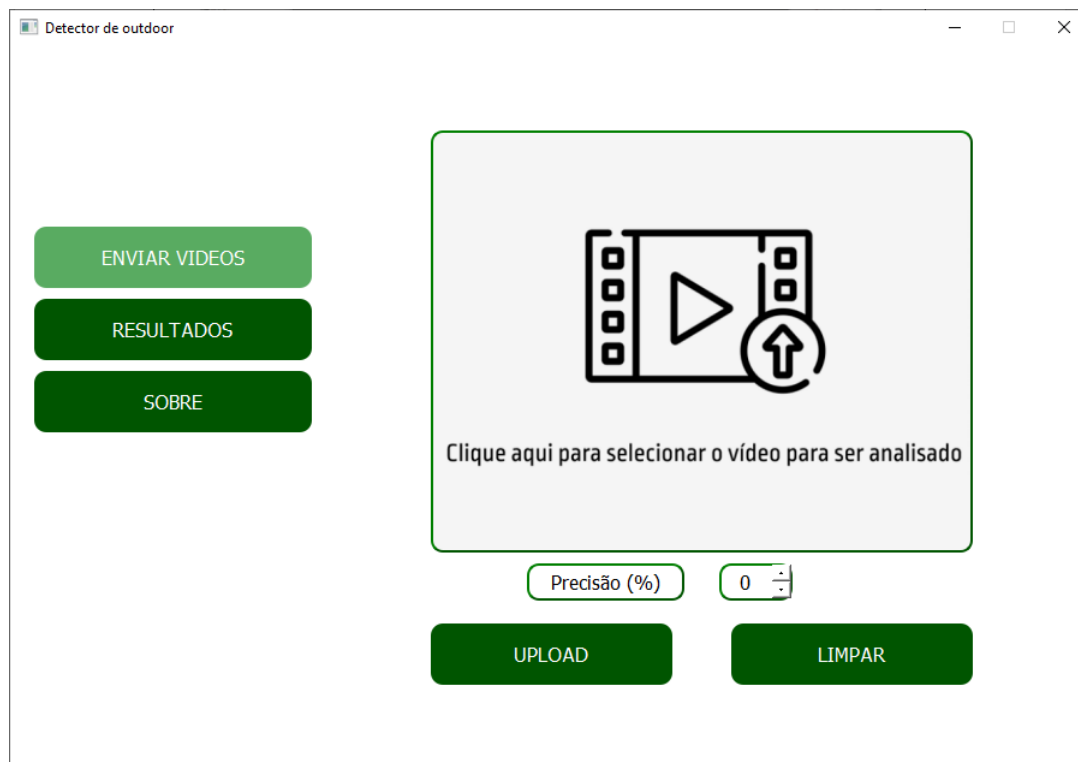 Detector de outdoor
ENVIAR VIDEOS
RESULTADOS
SOBRE
Clique aqui para selecionar o vídeo para ser analisado
Precisão (%)
0
UPLOAD
LIMPAR